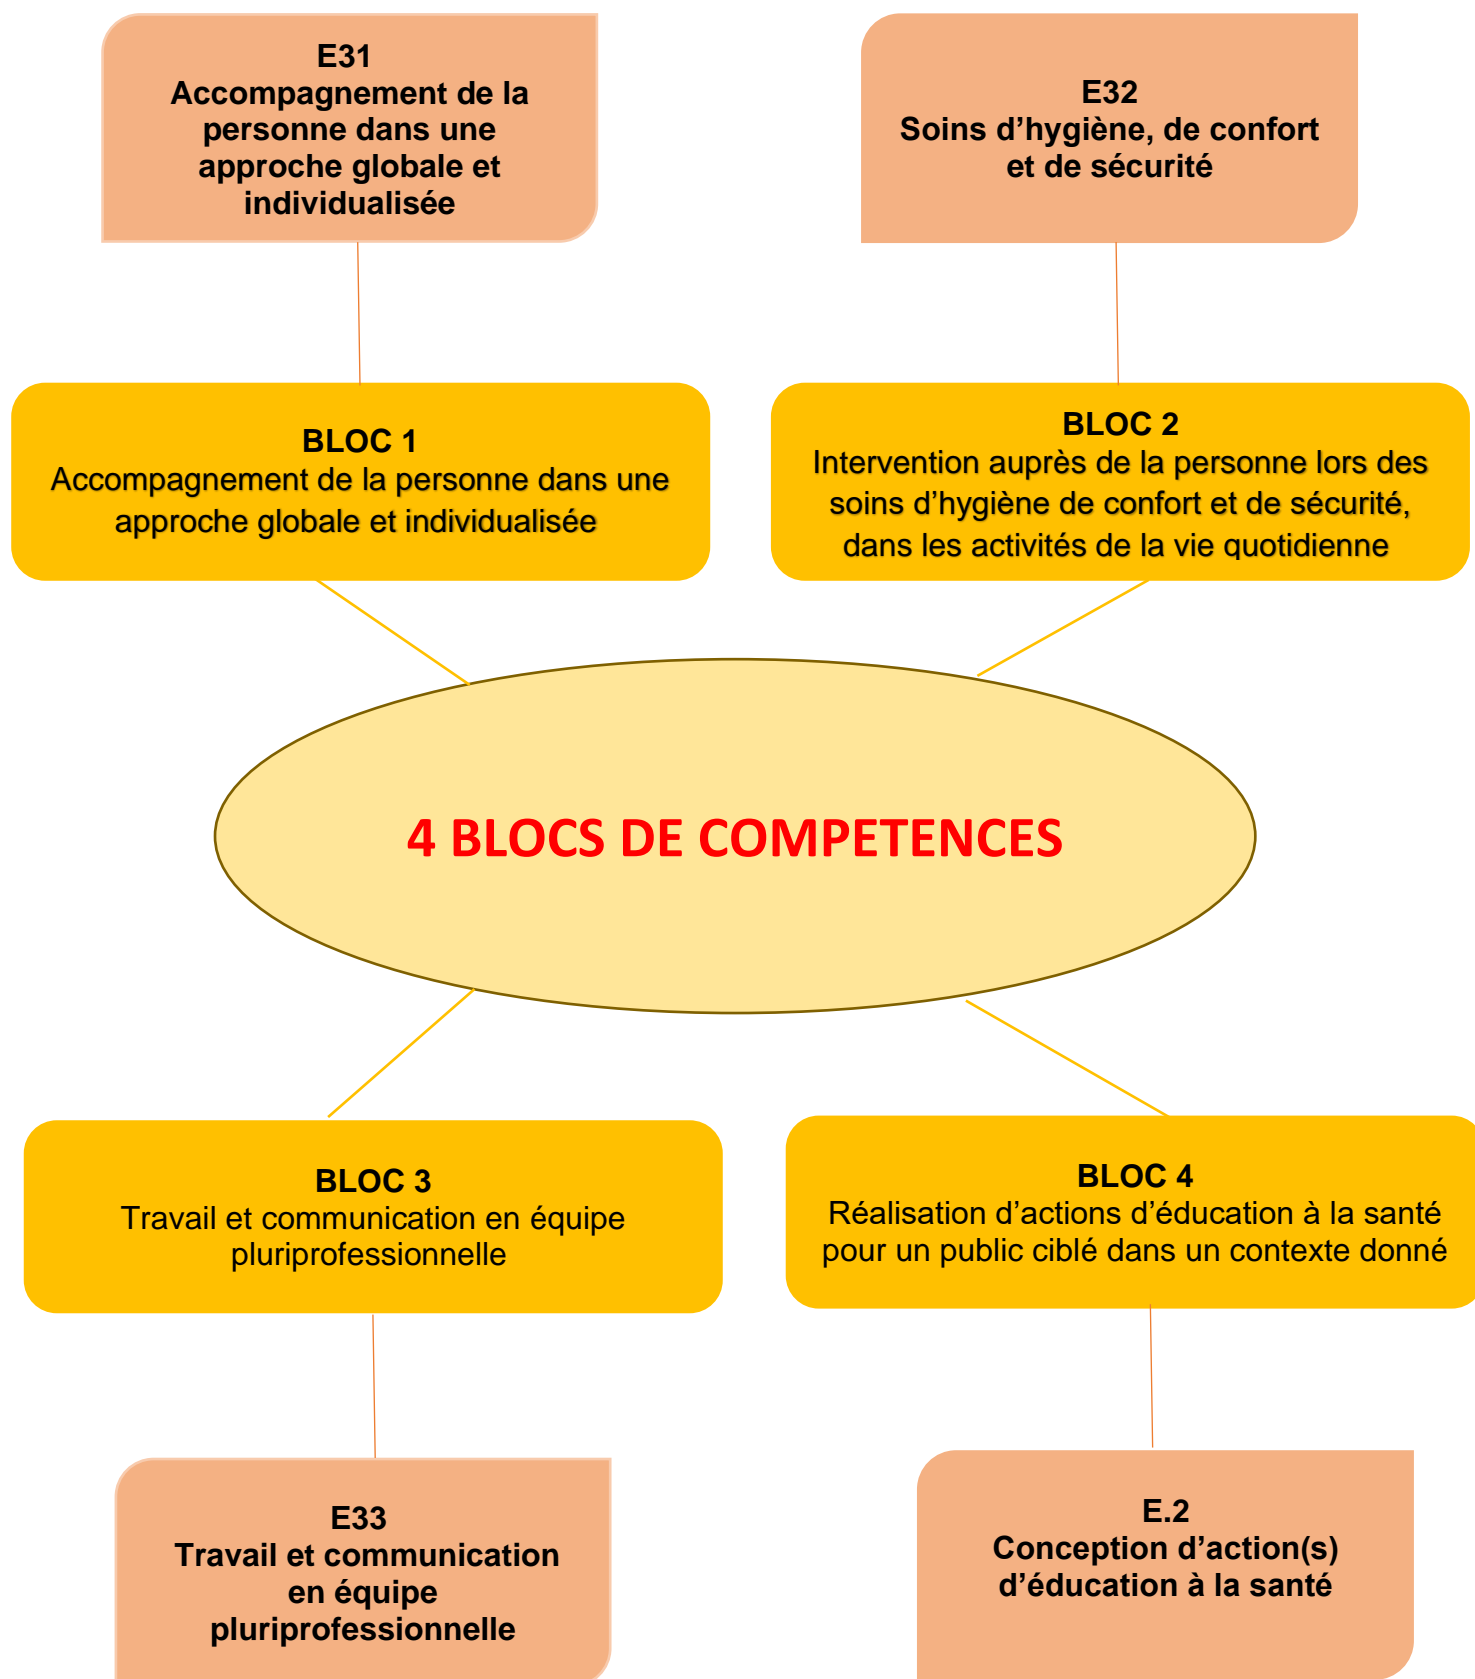 E31
Accompagnement de la
personne dans une
approche globale et
individualisée
E32
Soins d’hygiène, de confort
et de sécurité
BLOC 1
Accompagnement de la personne dans une
approche globale et individualisée
BLOC 2
Intervention auprès de la personne lors des
soins d’hygiène de confort et de sécurité,
dans les activités de la vie quotidienne
4 BLOCS DE COMPETENCES
BLOC 3
Travail et communication en équipe
pluriprofessionnelle
BLOC 4
Réalisation d’actions d’éducation à la santé
pour un public ciblé dans un contexte donné
E33
Travail et communication
en équipe
pluriprofessionnelle
E.2
Conception d’action(s)
d’éducation à la santé